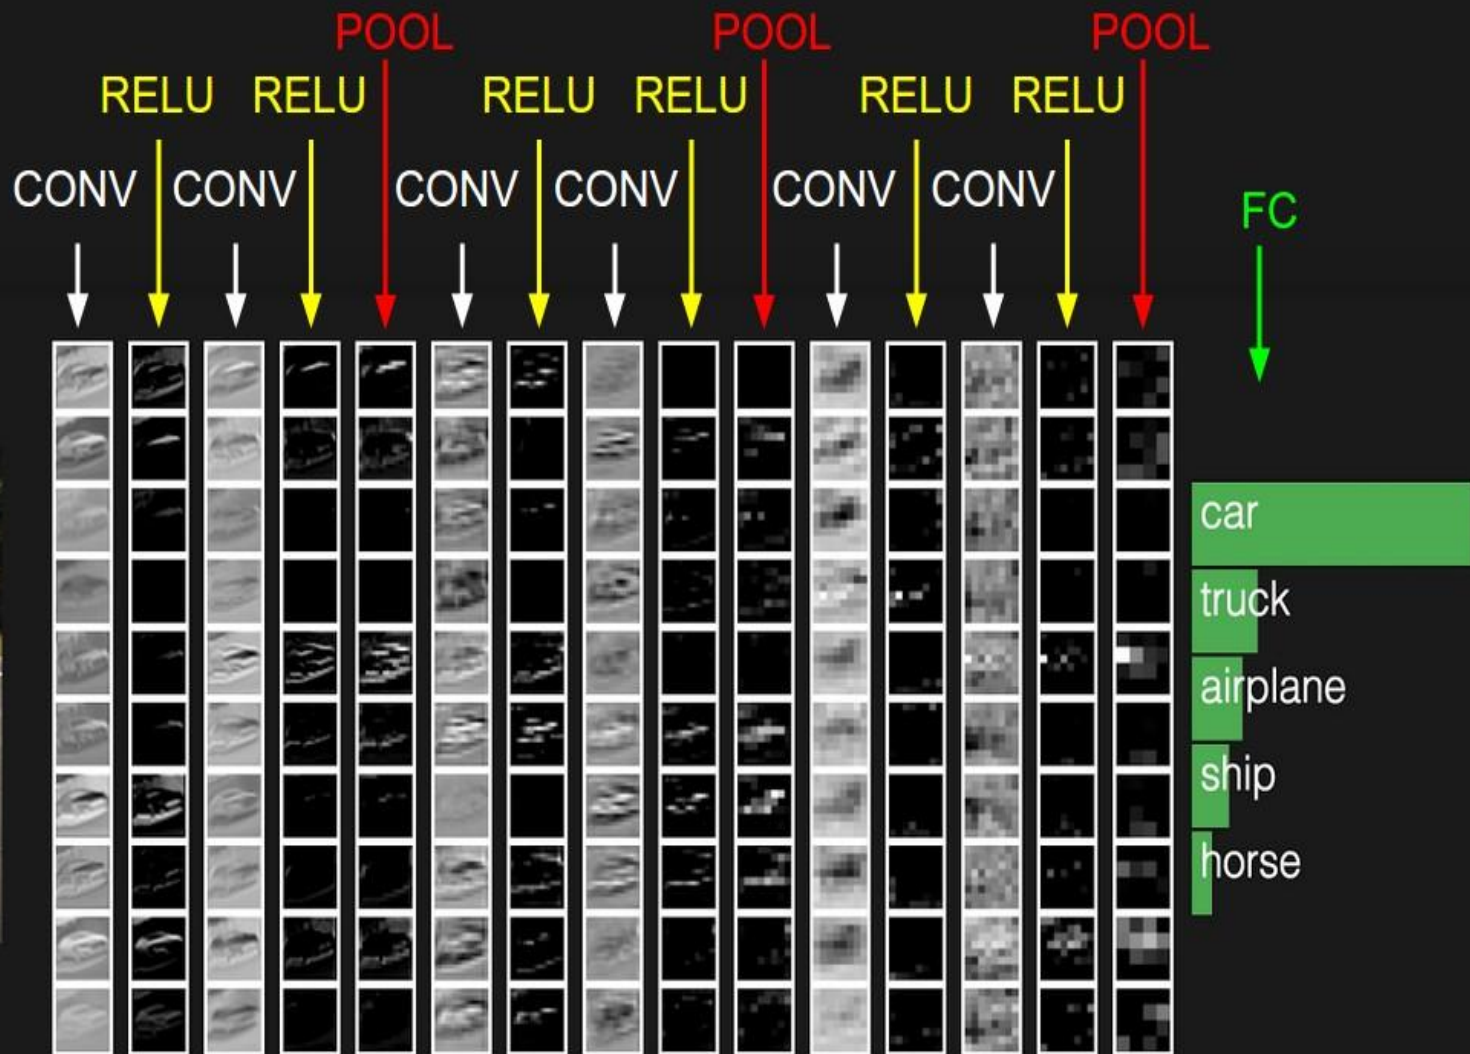 POOL POOL POOL
RELU RELU RELU RELU RELU RELU
CONV CONV CONV CONV CONV CONV
FC
car
truck
airplane
ship
horse